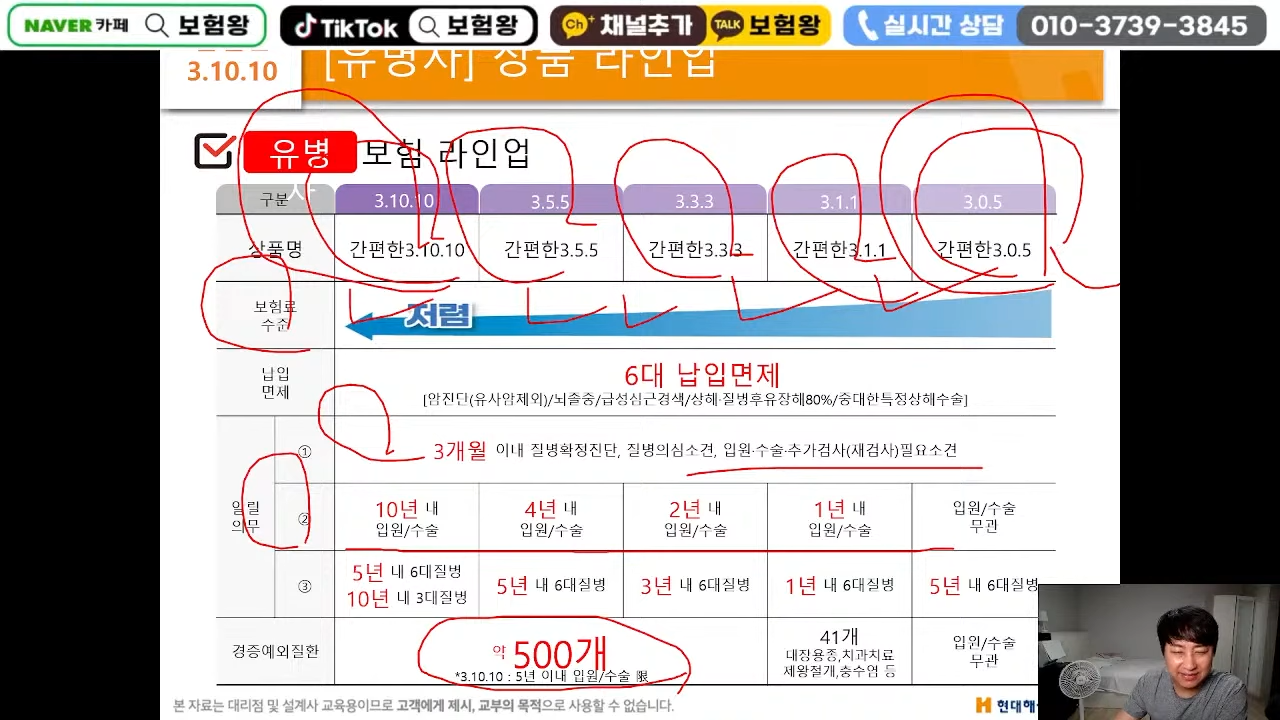 NAVER 카페 보험왕 TikTok 보험왕 Ch+ 채널추가 TALK 보험왕 실시간 상담 010-3739-3845
3.10.10 [유병자] 상품 라인업
유병 보험 라인업
구분 3.10.10 3.5.5 3.3.3 3.1.1 3.0.5
상품명 간편한3.10.10 간편한3.5.5 간편한3.3.3 간편한3.1.1 간편한3.0.5
보험료
수준
저렴
납입
면제
6대 납입면제
[암진단(유사암제외)/뇌졸중/급성심근경색/상해·질병후유장해80%/중대한특정상해수술]
① 3개월 이내 질병확정진단, 질병의심소견, 입원·수술·추가검사(재검사)필요소견
알릴
의무
② 10년 내 4년 내 2년 내 1년 내 입원/수술
입원/수술 입원/수술 입원/수술 입원/수술 무관
③ 5년 내 6대질병 5년 내 6대질병 3년 내 6대질병 1년 내 6대질병 5년 내 6대질병
10년 내 3대질병
경증예외질환 약 500개 41개 입원/수술
*3.10.10 : 5년 이내 입원/수술 限 대장용종,치과치료 무관
제왕절개,충수염 등
본 자료는 대리점 및 설계사 교육용이므로 고객에게 제시, 교부의 목적으로 사용할 수 없습니다. 현대해